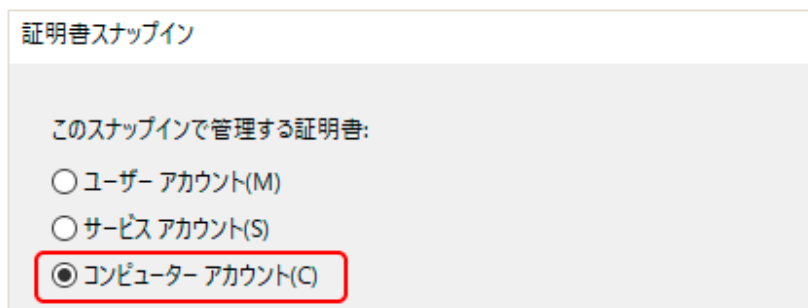 証明書スナップイン
このスナップインで管理する証明書:
ユーザー アカウント(M)
サービス アカウント(S)
コンピューター アカウント(C)